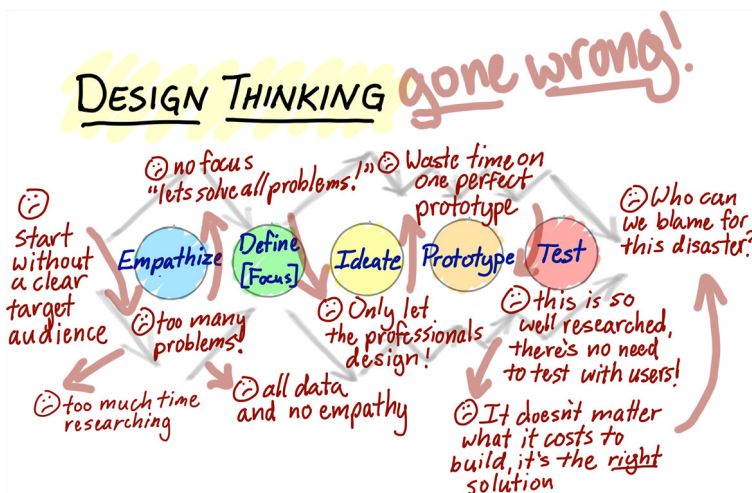 DESIGN THINKING gone wrong!
start
without
a clear
target
audience
no focus
"lets solve all problems!"
Waste time on
one perfect
prototype
Who can
we blame for
this disaster?
Empathize
Define
[Focus]
Ideate
Prototype
Test
too many
problems!
Only let
the professionals
design!
this is so
well researched,
there's no need
to test with users!
too much time
researching
all data
and no empathy
It doesn't matter
what it costs to
build, it's the right
solution